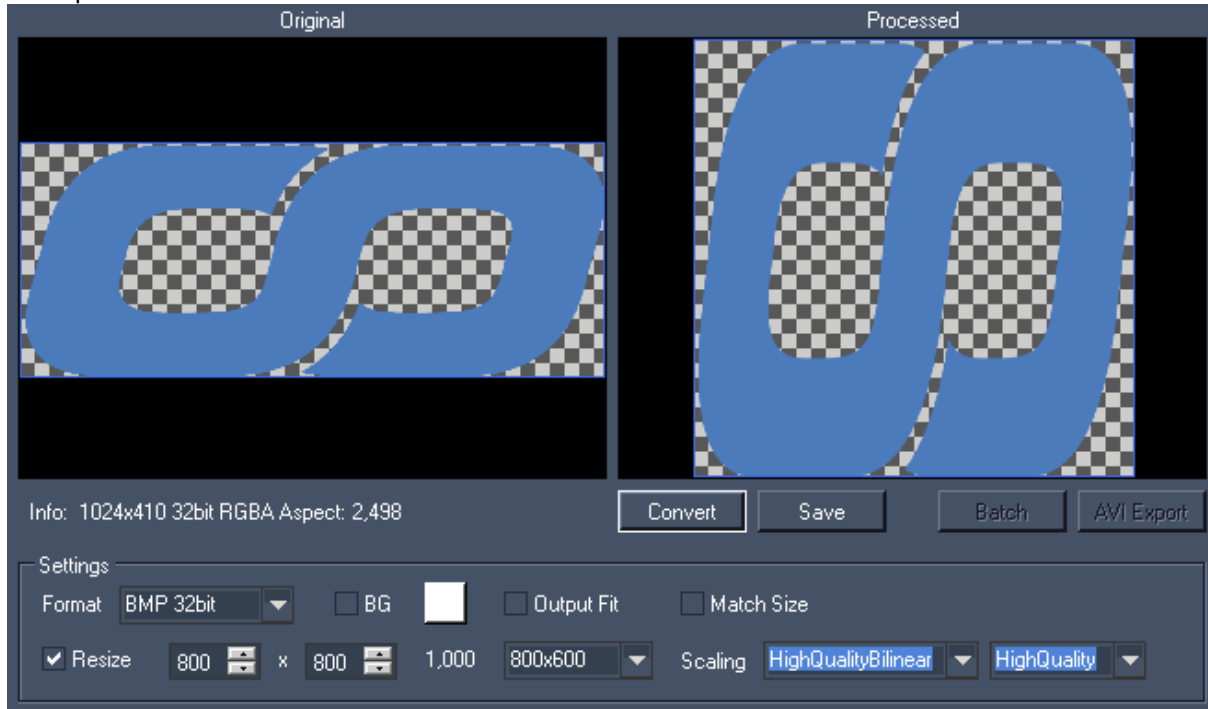 Original
Processed
Info: 1024x410 32bit RGBA Aspect: 2,498
Convert
Save
Batch
AVI Export
Settings
Format BMP 32bit BG Output Fit Match Size
Resize 800 x 800 1,000 800x600 Scaling HighQualityBilinear HighQuality